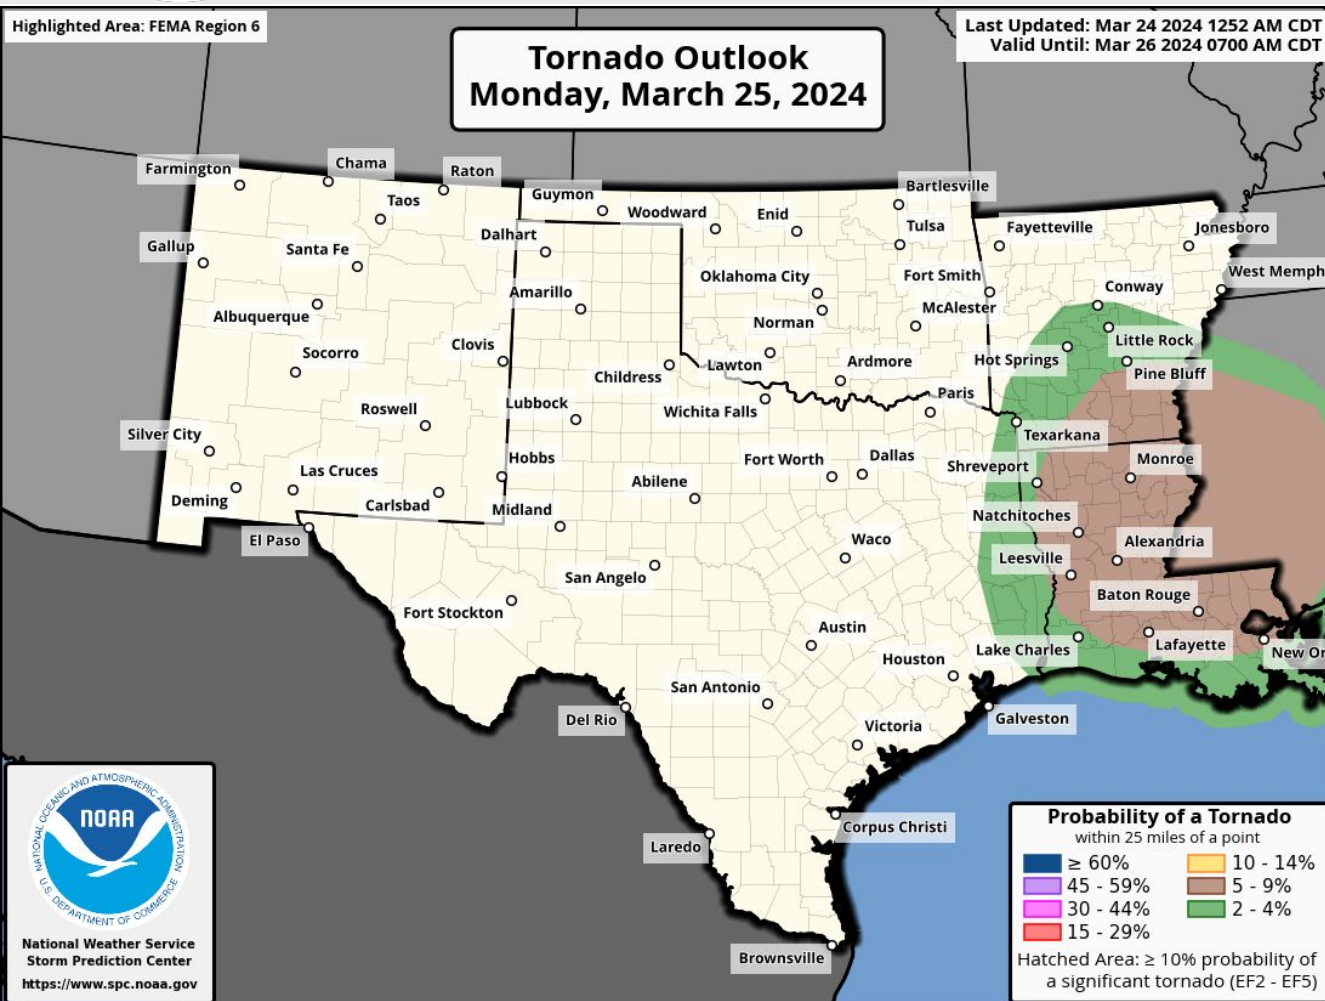 Highlighted Area: FEMA Region 6
Last Updated: Mar 24 2024 1252 AM CDT
Valid Until: Mar 26 2024 0700 AM CDT
Tornado Outlook
Monday, March 25, 2024
Farmington
Chama
Raton
Taos
Guymon
Woodward
Enid
Bartlesville
Tulsa
Fayetteville
Jonesboro
Gallup
Santa Fe
Dalhart
Oklahoma City
Fort Smith
West Memph
Conway
Amarillo
Albuquerque
Norman
McAlester
Little Rock
Socorro
Clovis
Childress
Lawton
Ardmore
Hot Springs
Pine Bluff
Roswell
Lubbock
Wichita Falls
Paris
Texarkana
Silver City
Las Cruces
Hobbs
Fort Worth
Dallas
Shreveport
Monroe
Deming
Carlsbad
Midland
Abilene
Natchitoches
El Paso
Waco
Leesville
Alexandria
San Angelo
Baton Rouge
Fort Stockton
Austin
Lake Charles
Lafayette
New Or
Houston
San Antonio
Del Rio
Galveston
Victoria
Corpus Christi
Laredo
Brownsville
NATIONAL OCEANIC AND ATMOSPHERIC ADMINISTRATION
NOAA
U.S. DEPARTMENT OF COMMERCE
National Weather Service
Storm Prediction Center
https://www.spc.noaa.gov
Probability of a Tornado
within 25 miles of a point
≥ 60%
45 - 59%
30 - 44%
15 - 29%
10 - 14%
5 - 9%
2 - 4%
Hatched Area: ≥ 10% probability of
a significant tornado (EF2 - EF5)